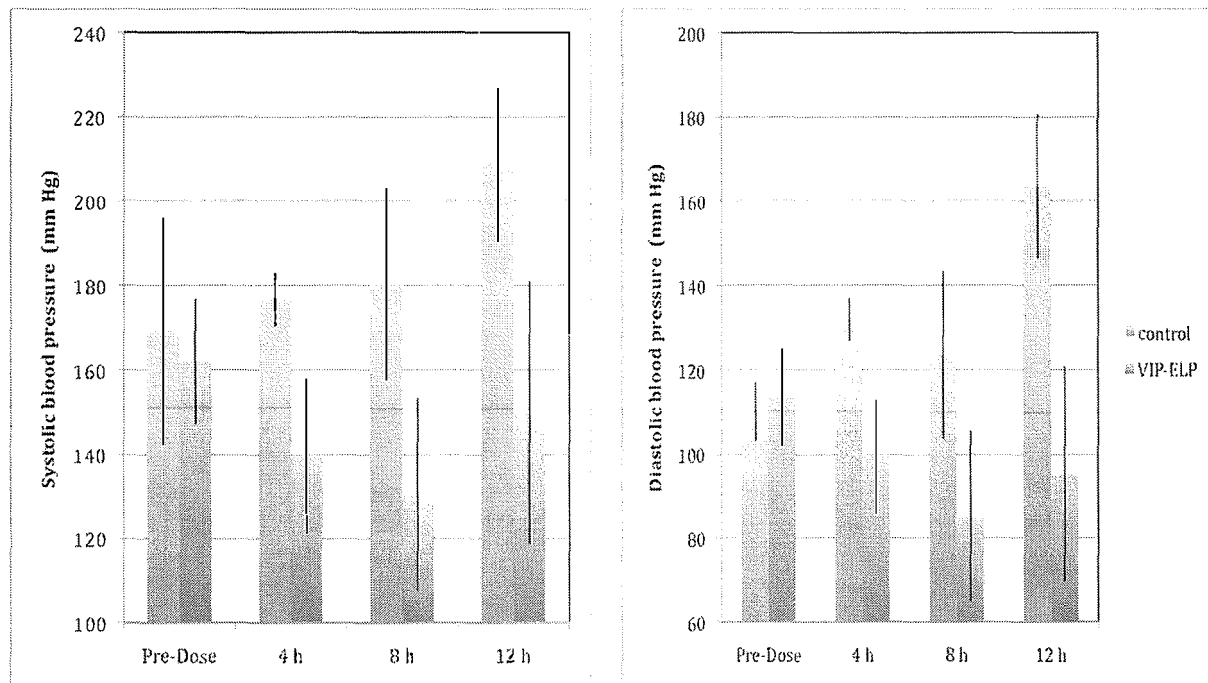 Systolic blood pressure (mm Hg)
240
220
200
180
160
140
120
100
Pre-Dose 4 h 8 h 12 h
Diastolic blood pressure (mm Hg)
200
180
160
140
120
100
80
60
Pre-Dose 4 h 8 h 12 h
control
VIP-ELP